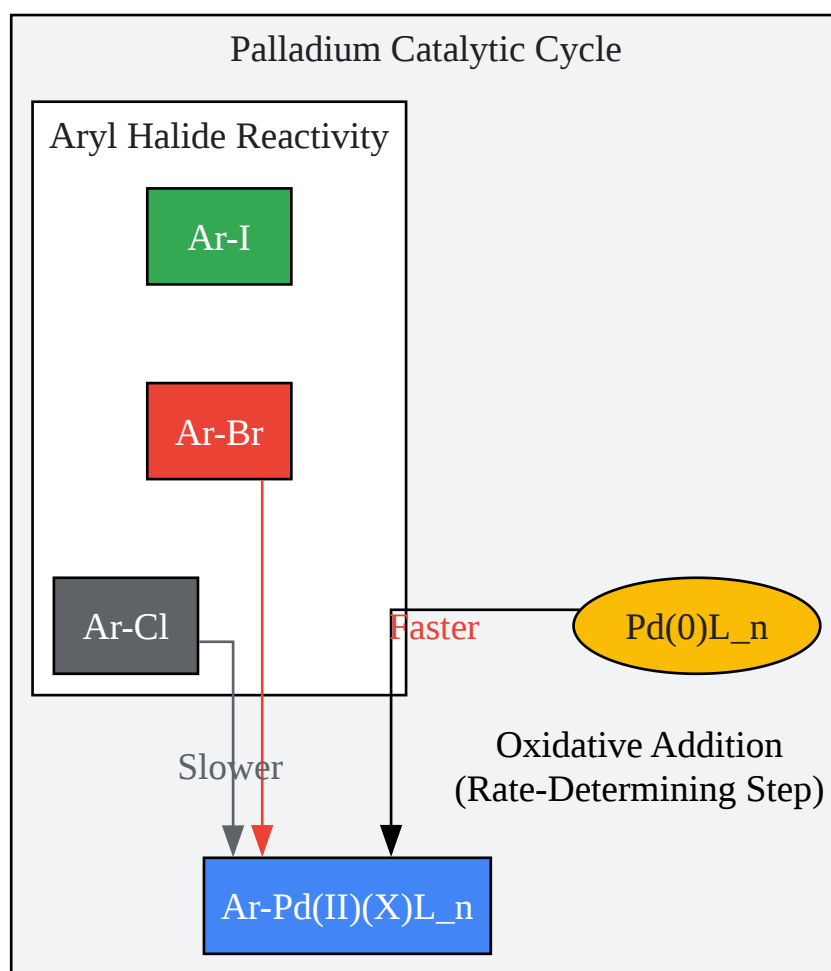 Palladium Catalytic Cycle
Aryl Halide Reactivity
Ar-I
Ar-Br
Ar-Cl
Faster
Pd(0)L_n
Slower
Oxidative Addition
(Rate-Determining Step)
Ar-Pd(II)(X)L_n